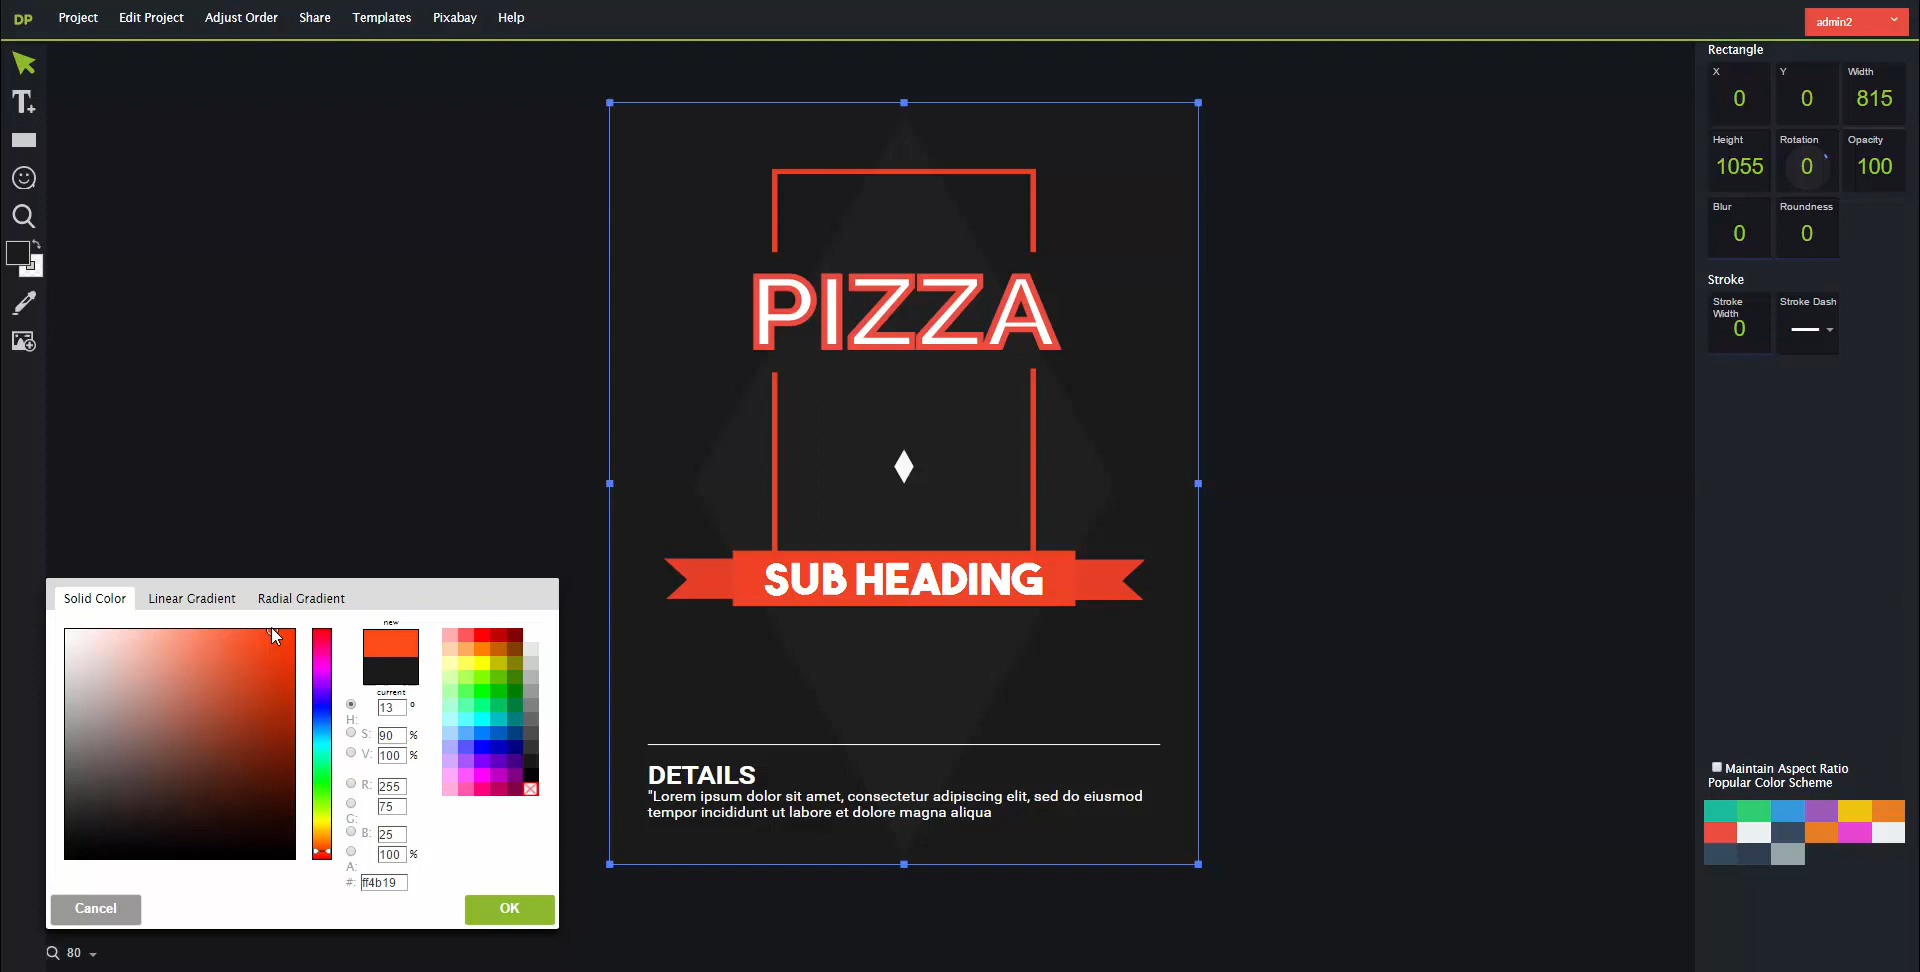 DP Project Edit Project Adjust Order Share Templates Pixabay Help admin2
Rectangle
X Y Width
0 0 815
Height Rotation Opacity
1055 0 100
Blur Roundness
0 0
Stroke
Stroke Width Stroke Dash
0
PIZZA
SUB HEADING
DETAILS
"Lorem ipsum dolor sit amet, consectetur adipiscing elit, sed do eiusmod
tempor incididunt ut labore et dolore magna aliqua
Solid Color Linear Gradient Radial Gradient
new
current
H: 13 °
S: 90 %
V: 100 %
R: 255
G: 75
B: 25
A: 100 %
#: ff4b19
Cancel OK
80
Maintain Aspect Ratio
Popular Color Scheme